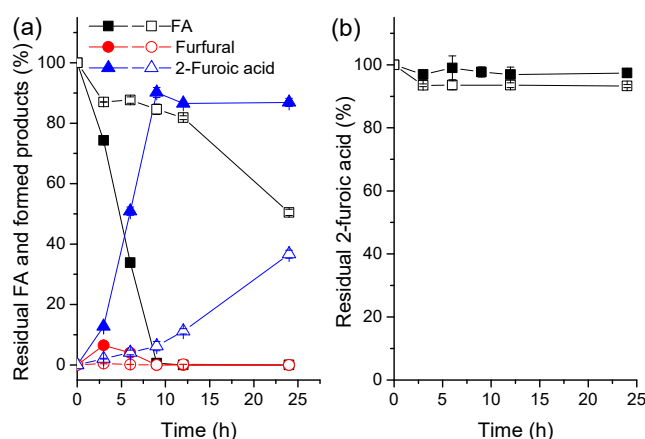 (a)
FA
Furfural
2-Furoic acid
Residual FA and formed products (%)
100
80
60
40
20
0
0 5 10 15 20 25
Time (h)
(b)
Residual 2-furoic acid (%)
100
80
60
40
20
0
0 5 10 15 20 25
Time (h)